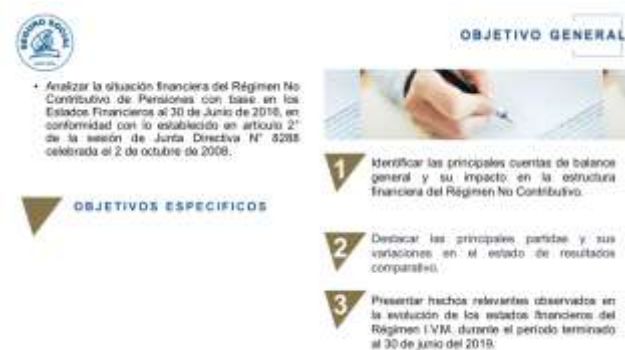 SEGURO SOCIAL
OBJETIVO GENERAL
• Analizar la situación financiera del Régimen No
Contributivo de Pensiones con base en los
Estados Financieros al 30 de Junio de 2016, en
conformidad con lo establecido en artículo 2°
de la sesión de Junta Directiva N° 8288
celebrada el 2 de octubre de 2008.
OBJETIVOS ESPECIFICOS
1
Identificar las principales cuentas de balance
general y su impacto en la estructura
financiera del Régimen No Contributivo.
2
Destacar las principales partidas y sus
variaciones en el estado de resultados
comparativo.
3
Presentar hechos relevantes observados en
la evolución de los estados financieros del
Régimen I.V.M. durante el periodo terminado
al 30 de junio del 2019.